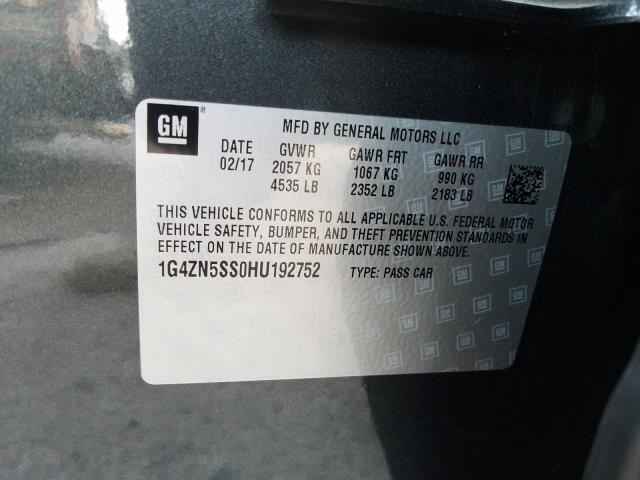 GM ®
MFD BY GENERAL MOTORS LLC
DATE GVWR GAWR FRT GAWR RR
02/17 2057 KG 1067 KG 990 KG
4535 LB 2352 LB 2183 LB
THIS VEHICLE CONFORMS TO ALL APPLICABLE U.S. FEDERAL MOTOR
VEHICLE SAFETY, BUMPER, AND THEFT PREVENTION STANDARDS IN
EFFECT ON THE DATE OF MANUFACTURE SHOWN ABOVE.
1G4ZN5SS0HU192752 TYPE: PASS CAR